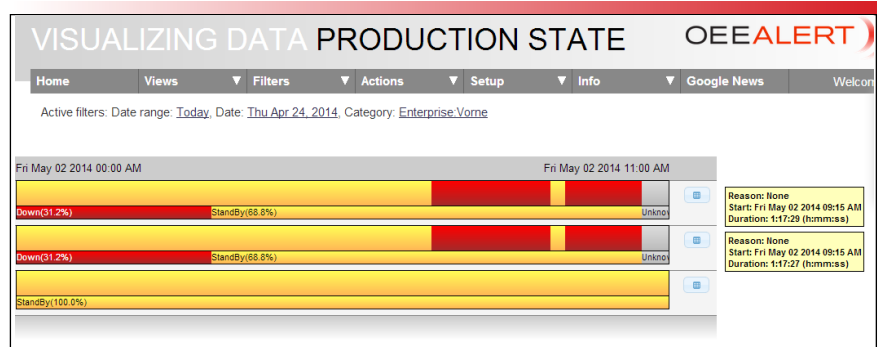 VISUALIZING DATA PRODUCTION STATE
OEEALERT
Home Views Filters Actions Setup Info Google News Welcom
Active filters: Date range: Today, Date: Thu Apr 24, 2014, Category: Enterprise:Vorne
Fri May 02 2014 00:00 AM Fri May 02 2014 11:00 AM
Down(31.2%) StandBy(68.8%) Unknov
Reason: None
Start: Fri May 02 2014 09:15 AM
Duration: 1:17:29 (h:mm:ss)
Down(31.2%) StandBy(68.8%) Unknov
Reason: None
Start: Fri May 02 2014 09:15 AM
Duration: 1:17:27 (h:mm:ss)
StandBy(100.0%)